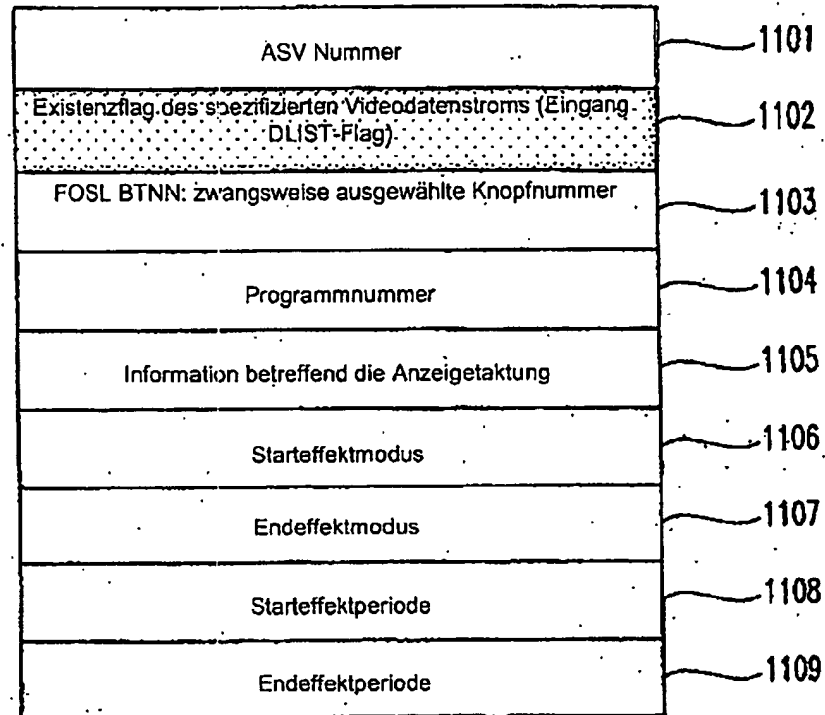 ASV Nummer
1101
Existenzflag des spezifizierten Videodatenstroms (Eingang
DLIST-Flag)
1102
FOSL BTNN: zwangsweise ausgewählte Knopfnummer
1103
Programmnummer
1104
Information betreffend die Anzeigetaktung
1105
Starteffektmodus
1106
Endeffektmodus
1107
Starteffektperiode
1108
Endeffektperiode
1109